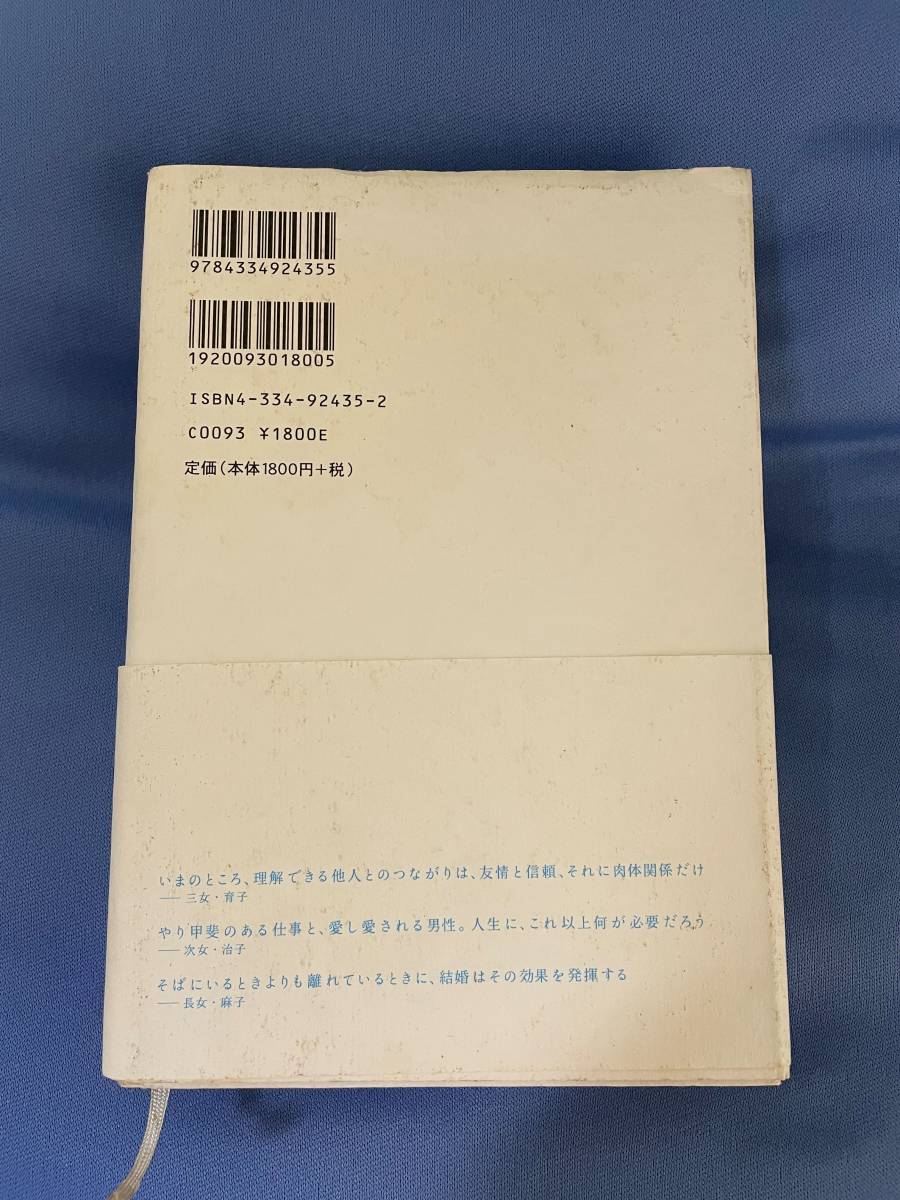 9784334924355
1920093018005
ISBN4-334-92435-2
C0093 ¥1800E
定価(本体1800円+税)
いまのところ、理解できる他人とのつながりは、友情と信頼、それに肉体関係だけ
── 三女・育子
やり甲斐のある仕事と、愛し愛される男性。人生に、これ以上何が必要だろう
── 次女・治子
そばにいるときよりも離れているときに、結婚はその効果を発揮する
── 長女・麻子